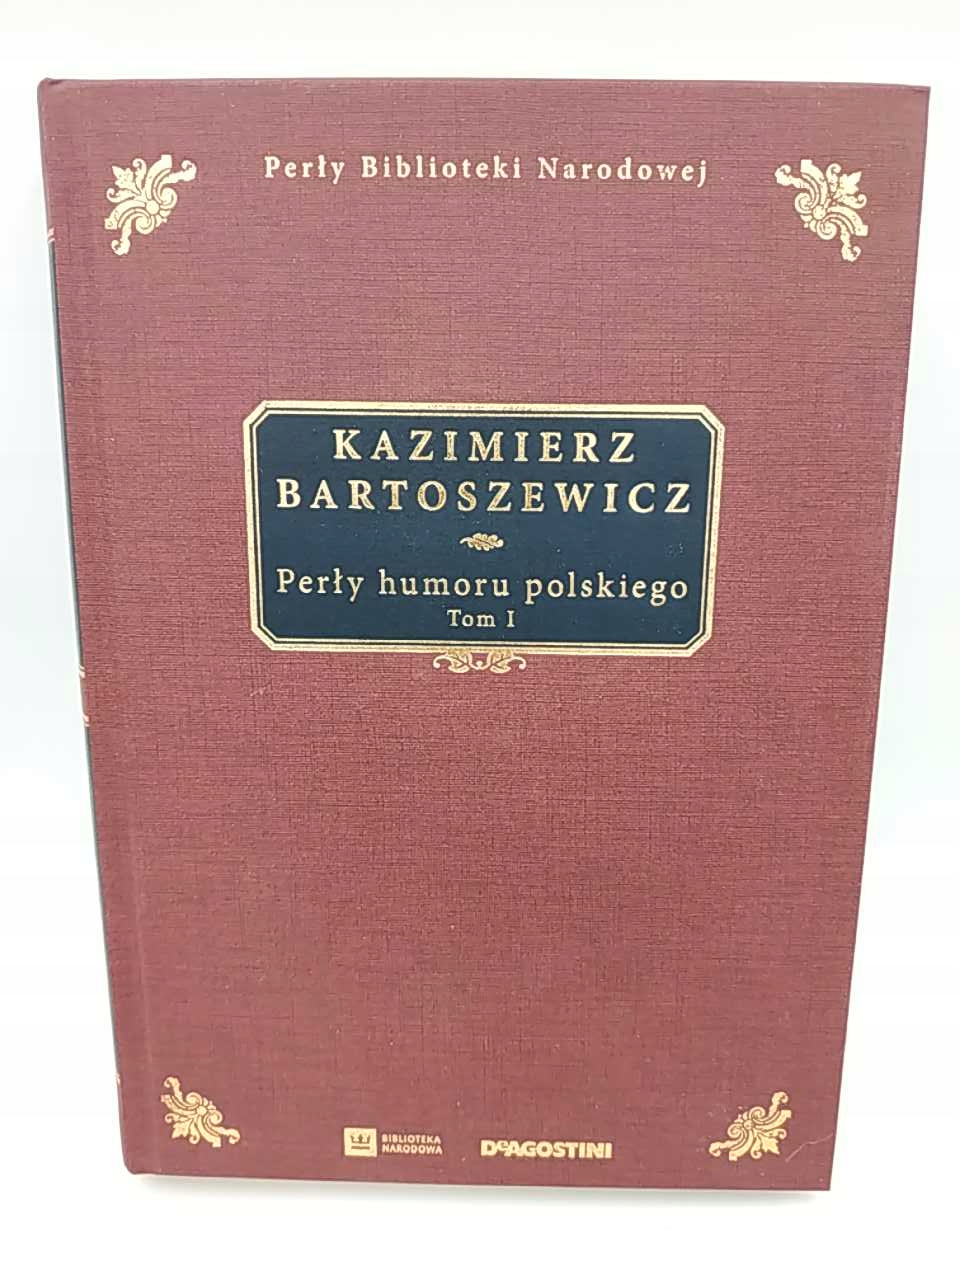 Perły Biblioteki Narodowej
KAZIMIERZ
BARTOSZEWICZ
Perły humoru polskiego
Tom I
BIBLIOTEKA
NARODOWA
DeAGOSTINI